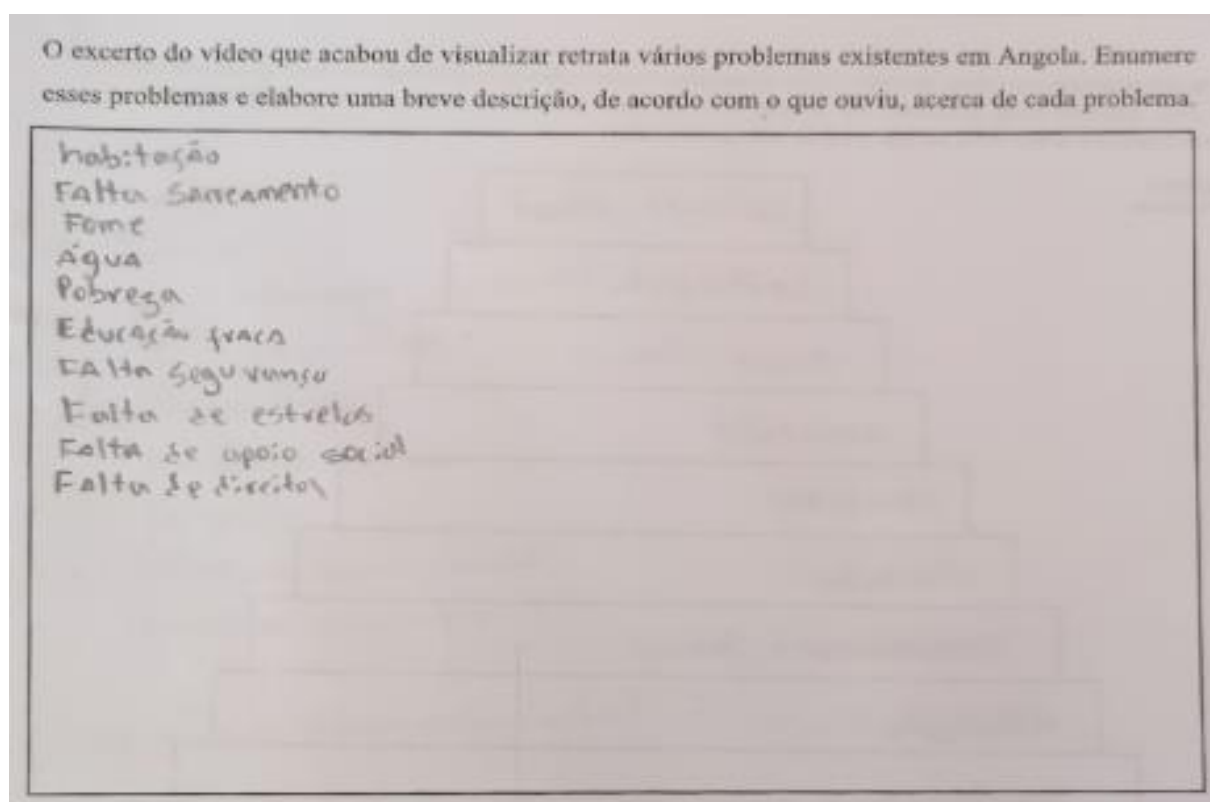 O excerto do vídeo que acabou de visualizar retrata vários problemas existentes em Angola. Enumere
esses problemas e elabore uma breve descrição, de acordo com o que ouviu, acerca de cada problema.
habitação
Falta Saneamento
Fome
Água
Pobreza
Educação fraca
FAlta Segurança
Falta de estrelas
Falta de apoio social
Falta de direitos